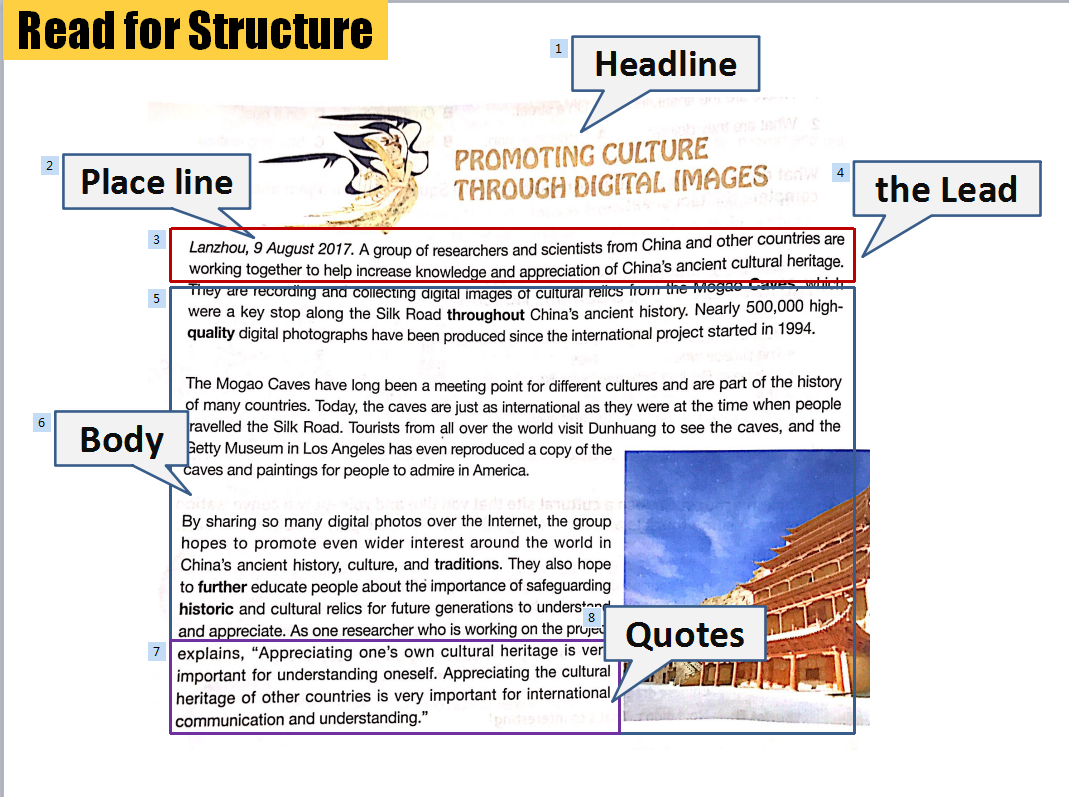 Read for Structure
1
Headline
2
Place line
PROMOTING CULTURE
THROUGH DIGITAL IMAGES
4
the Lead
3
Lanzhou, 9 August 2017. A group of researchers and scientists from China and other countries are
working together to help increase knowledge and appreciation of China's ancient cultural heritage.
5
They are recording and collecting digital images of cultural relics from the Mogao Caves, which
were a key stop along the Silk Road throughout China's ancient history. Nearly 500,000 high-
quality digital photographs have been produced since the international project started in 1994.
The Mogao Caves have long been a meeting point for different cultures and are part of the history
of many countries. Today, the caves are just as international as they were at the time when people
6
Body
travelled the Silk Road. Tourists from all over the world visit Dunhuang to see the caves, and the
Getty Museum in Los Angeles has even reproduced a copy of the
caves and paintings for people to admire in America.
By sharing so many digital photos over the Internet, the group
hopes to promote even wider interest around the world in
China's ancient history, culture, and traditions. They also hope
to further educate people about the importance of safeguarding
historic and cultural relics for future generations to understand
and appreciate. As one researcher who is working on the project
8
Quotes
7
explains, “Appreciating one's own cultural heritage is very
important for understanding oneself. Appreciating the cultural
heritage of other countries is very important for international
communication and understanding.”